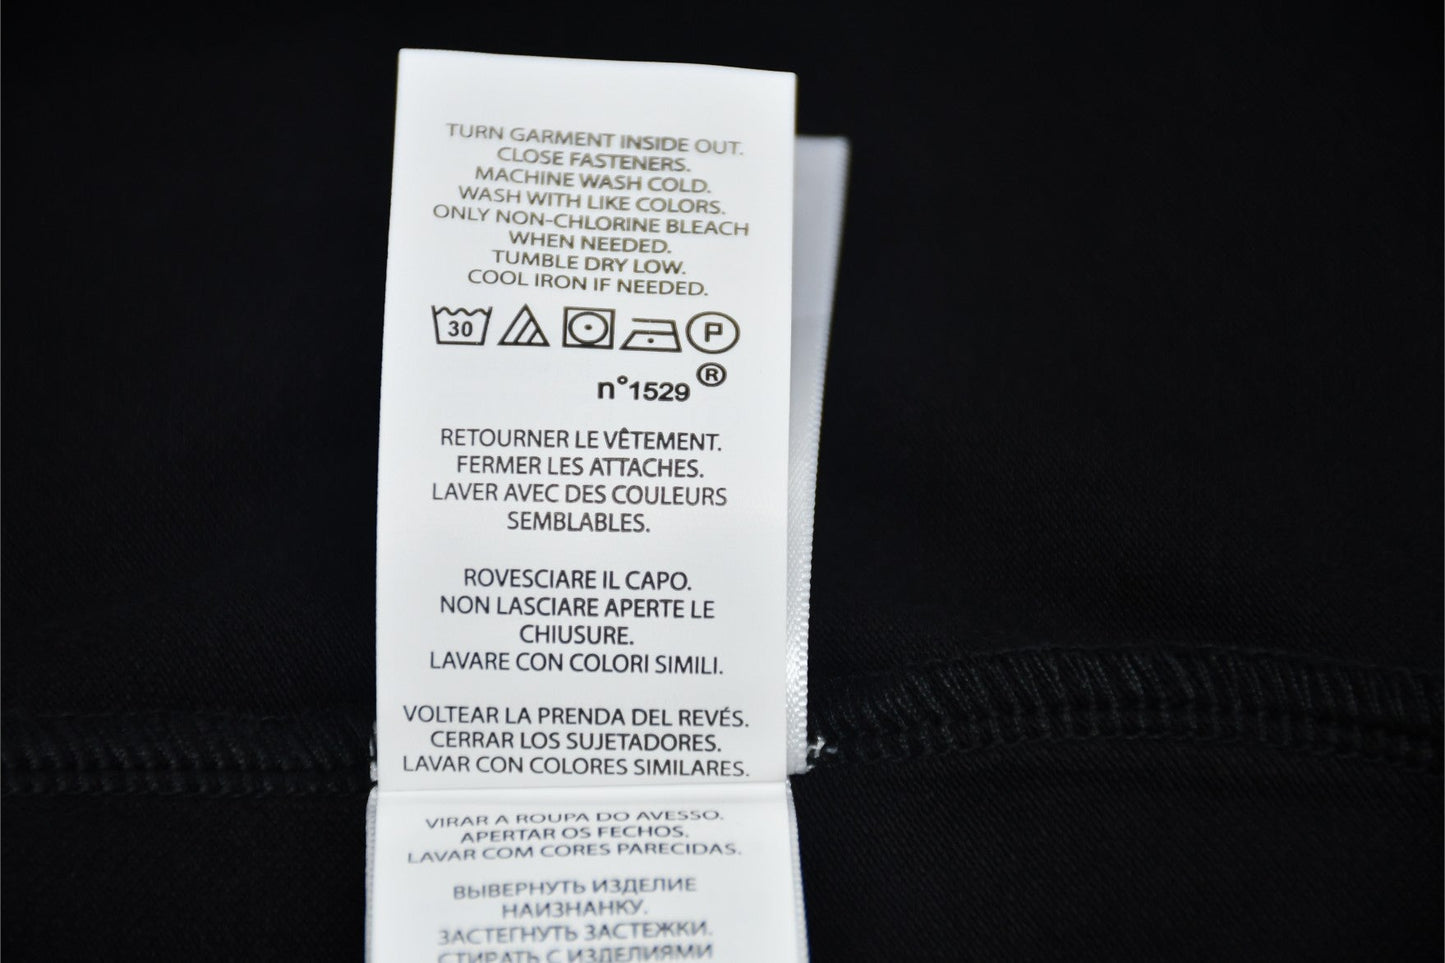 TURN GARMENT INSIDE OUT.
CLOSE FASTENERS.
MACHINE WASH COLD.
WASH WITH LIKE COLORS.
ONLY NON-CHLORINE BLEACH
WHEN NEEDED.
TUMBLE DRY LOW.
COOL IRON IF NEEDED.
30 P
n°1529 ®
RETOURNER LE VÊTEMENT.
FERMER LES ATTACHES.
LAVER AVEC DES COULEURS
SEMBLABLES.
ROVESCIARE IL CAPO.
NON LASCIARE APERTE LE
CHIUSURE.
LAVARE CON COLORI SIMILI.
VOLTEAR LA PRENDA DEL REVÉS.
CERRAR LOS SUJETADORES.
LAVAR CON COLORES SIMILARES.
VIRAR A ROUPA DO AVESSO.
APERTAR OS FECHOS.
LAVAR COM CORES PARECIDAS.
ВЫВЕРНУТЬ ИЗДЕЛИЕ
НАИЗНАНКУ.
ЗАСТЕГНУТЬ ЗАСТЕЖКИ.
СТИРАТЬ С ИЗДЕЛИЯМИ